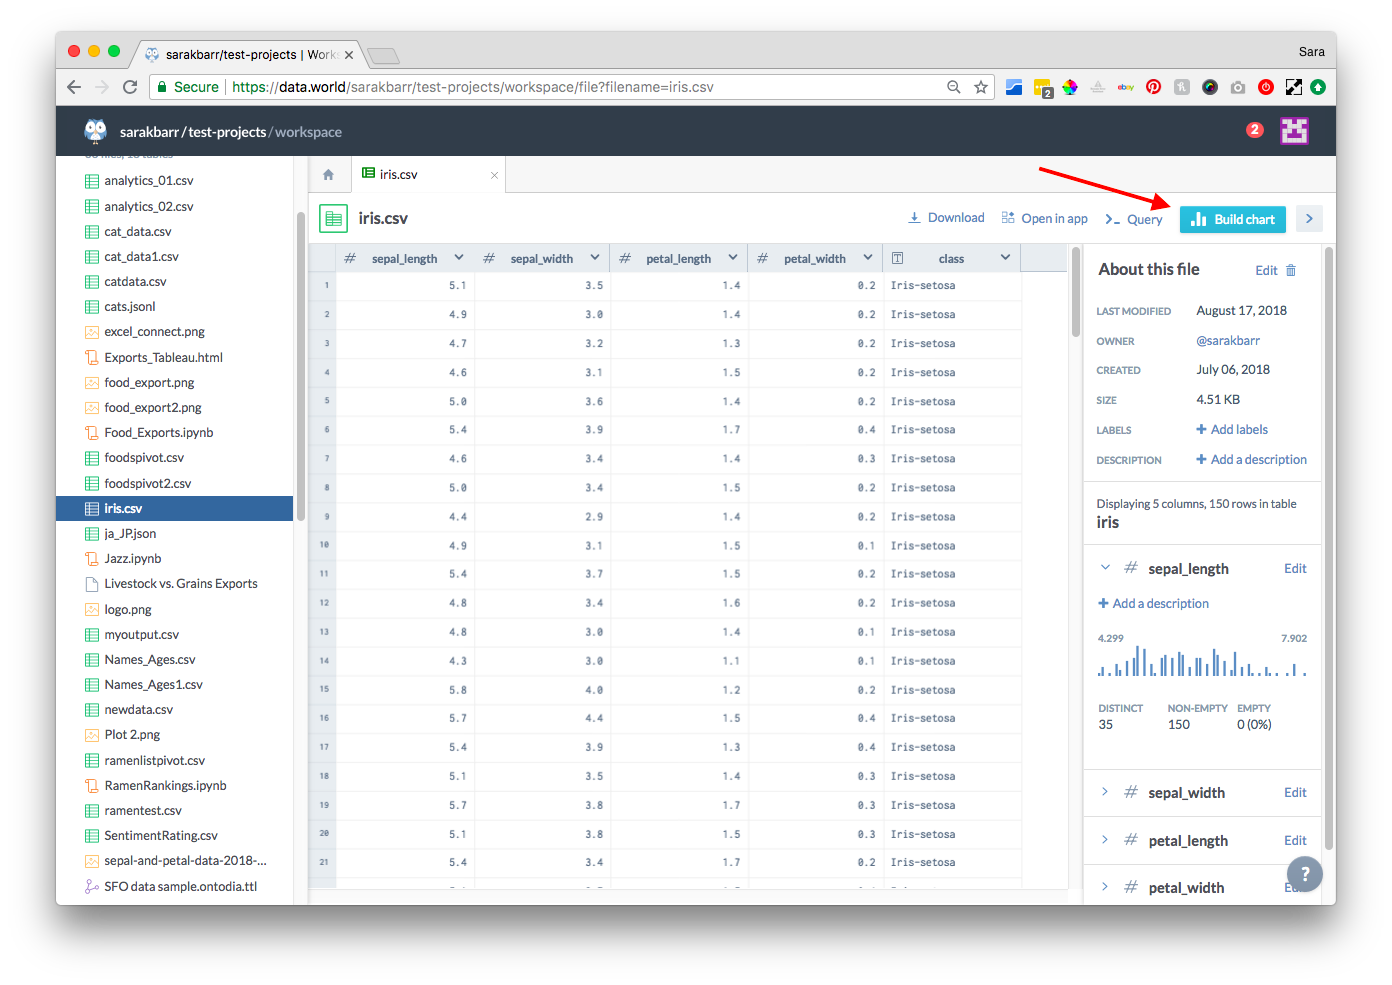 sarakbarr/test-projects | Work
Sara
Secure
https://data.world/sarakbarr/test-projects/workspace/file?filename=iris.csv
2
ebay
sarakbarr / test-projects / workspace
2
analytics_01.csv
analytics_02.csv
cat_data.csv
cat_data1.csv
catdata.csv
cats.jsonl
excel_connect.png
Exports_Tableau.html
food_export.png
food_export2.png
Food_Exports.ipynb
foodspivot.csv
foodspivot2.csv
iris.csv
ja_JP.json
Jazz.ipynb
Livestock vs. Grains Exports
logo.png
myoutput.csv
Names_Ages.csv
Names_Ages1.csv
newdata.csv
Plot 2.png
ramenlistpivot.csv
RamenRankings.ipynb
ramentest.csv
SentimentRating.csv
sepal-and-petal-data-2018-...
SFO data sample.ontodia.ttl
iris.csv
iris.csv
Download
Open in app
Query
Build chart
# sepal_length # sepal_width # petal_length # petal_width T class
1 5.1 3.5 1.4 0.2 Iris-setosa
2 4.9 3.0 1.4 0.2 Iris-setosa
3 4.7 3.2 1.3 0.2 Iris-setosa
4 4.6 3.1 1.5 0.2 Iris-setosa
5 5.0 3.6 1.4 0.2 Iris-setosa
6 5.4 3.9 1.7 0.4 Iris-setosa
7 4.6 3.4 1.4 0.3 Iris-setosa
8 5.0 3.4 1.5 0.2 Iris-setosa
9 4.4 2.9 1.4 0.2 Iris-setosa
10 4.9 3.1 1.5 0.1 Iris-setosa
11 5.4 3.7 1.5 0.2 Iris-setosa
12 4.8 3.4 1.6 0.2 Iris-setosa
13 4.8 3.0 1.4 0.1 Iris-setosa
14 4.3 3.0 1.1 0.1 Iris-setosa
15 5.8 4.0 1.2 0.2 Iris-setosa
16 5.7 4.4 1.5 0.4 Iris-setosa
17 5.4 3.9 1.3 0.4 Iris-setosa
18 5.1 3.5 1.4 0.3 Iris-setosa
19 5.7 3.8 1.7 0.3 Iris-setosa
20 5.1 3.8 1.5 0.3 Iris-setosa
21 5.4 3.4 1.7 0.2 Iris-setosa
About this file
Edit
LAST MODIFIED August 17, 2018
OWNER @sarakbarr
CREATED July 06, 2018
SIZE 4.51 KB
LABELS + Add labels
DESCRIPTION + Add a description
Displaying 5 columns, 150 rows in table
iris
# sepal_length Edit
+ Add a description
4.299 7.902
DISTINCT NON-EMPTY EMPTY
35 150 0 (0%)
# sepal_width Edit
# petal_length Edit
# petal_width
?